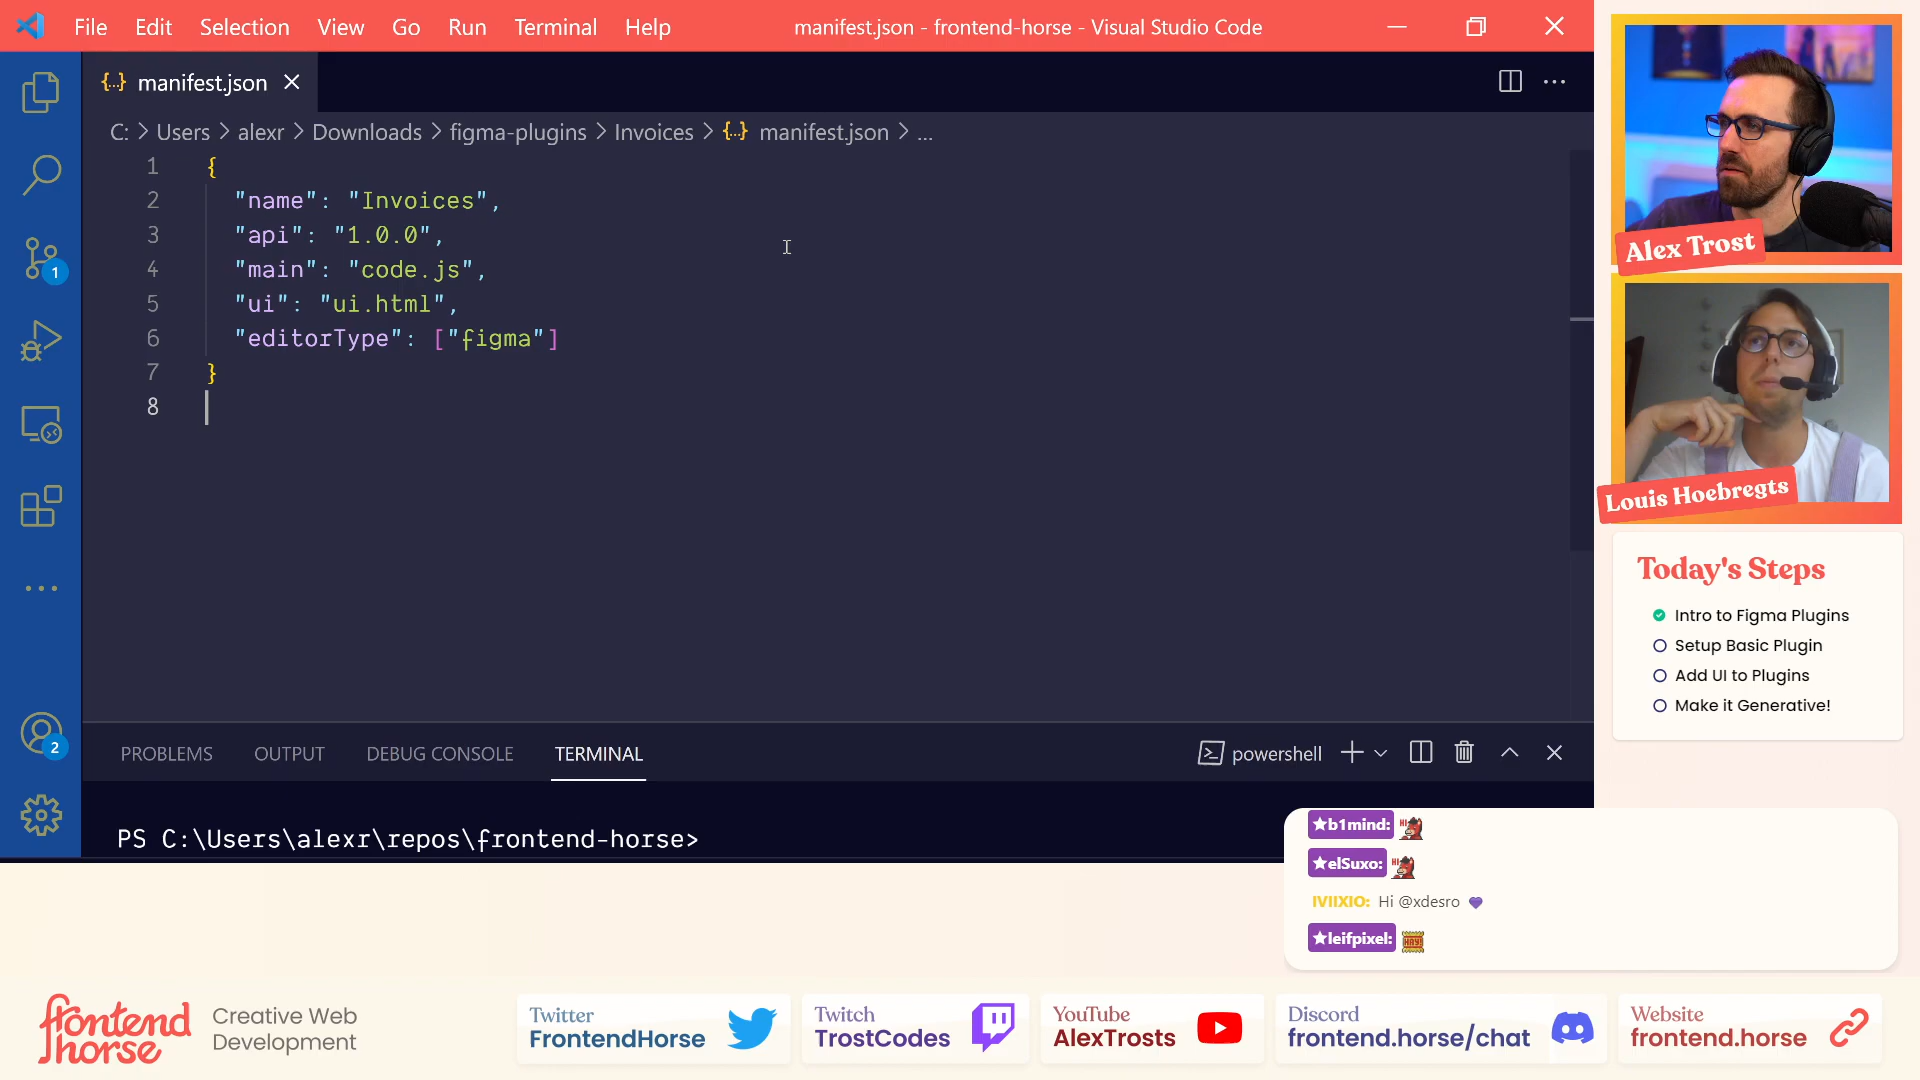 File Edit Selection View Go Run Terminal Help
manifest.json - frontend-horse - Visual Studio Code
{..} manifest.json
C: > Users > alexr > Downloads > figma-plugins > Invoices > {..} manifest.json > ...
1 {
2 "name": "Invoices",
3 "api": "1.0.0",
4 "main": "code.js",
5 "ui": "ui.html",
6 "editorType": ["figma"]
7 }
8
1
2
PROBLEMS OUTPUT DEBUG CONSOLE TERMINAL
powershell
PS C:\Users\alexr\repos\frontend-horse>
Alex Trost
Louis Hoebregts
Today's Steps
Intro to Figma Plugins
Setup Basic Plugin
Add UI to Plugins
Make it Generative!
★b1mind: HI
★elSuxo: HI
IVIIXIO: Hi @xdesro
★leifpixel: HAY!
frontend
horse
Creative Web
Development
Twitter
FrontendHorse
Twitch
TrostCodes
YouTube
AlexTrosts
Discord
frontend.horse/chat
Website
frontend.horse